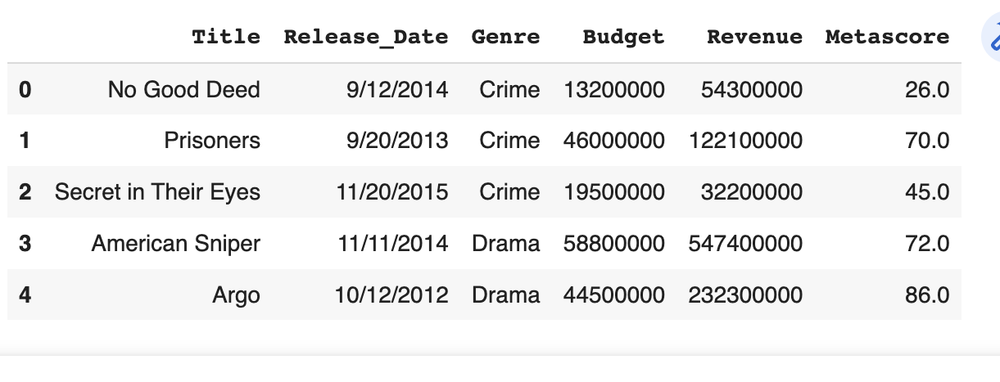 Title Release_Date Genre Budget Revenue Metascore
0 No Good Deed 9/12/2014 Crime 13200000 54300000 26.0
1 Prisoners 9/20/2013 Crime 46000000 122100000 70.0
2 Secret in Their Eyes 11/20/2015 Crime 19500000 32200000 45.0
3 American Sniper 11/11/2014 Drama 58800000 547400000 72.0
4 Argo 10/12/2012 Drama 44500000 232300000 86.0